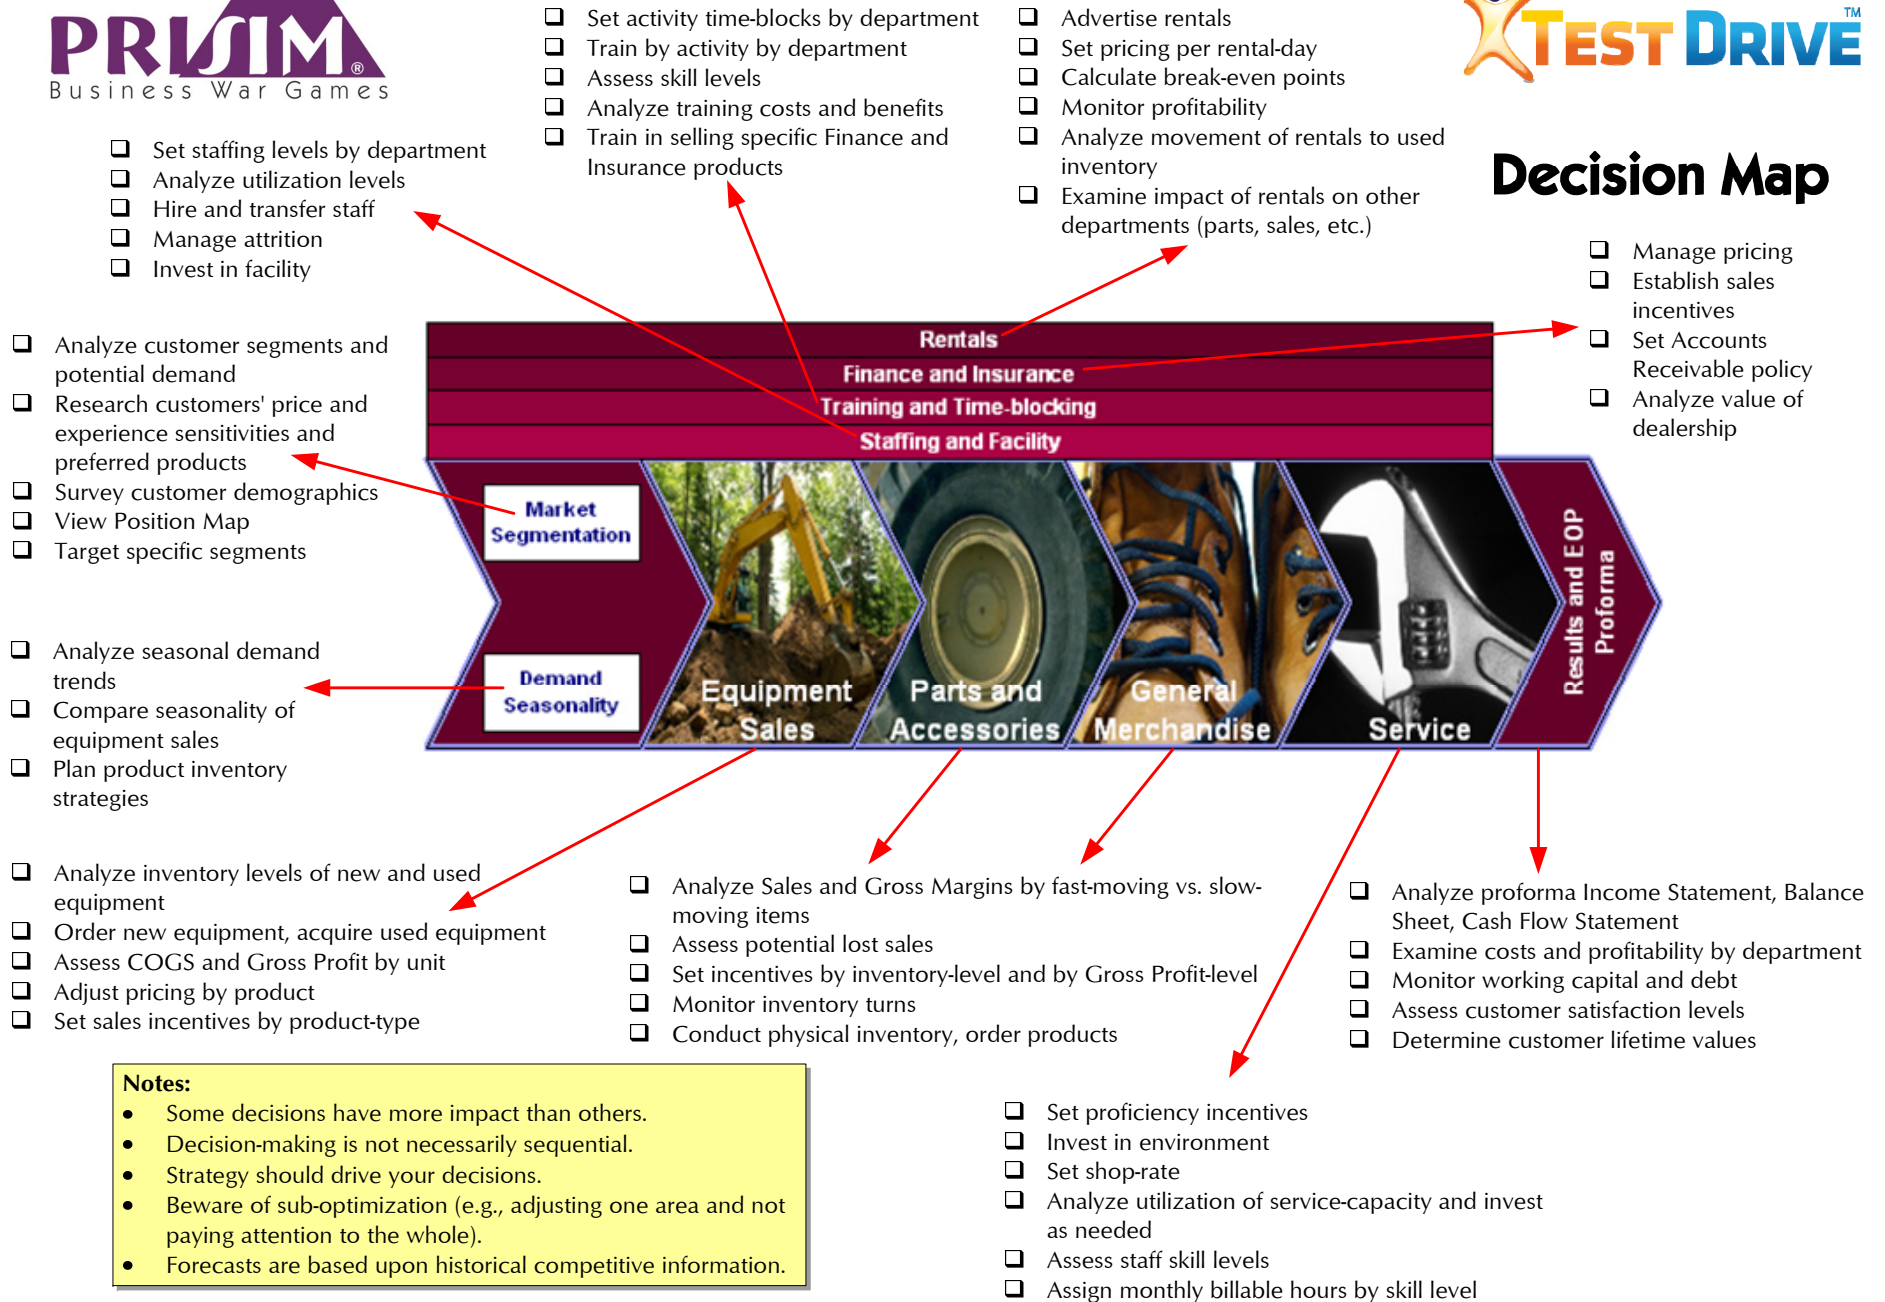 PRISIM®
Business War Games
Set activity time-blocks by department
Train by activity by department
Assess skill levels
Analyze training costs and benefits
Train in selling specific Finance and
Insurance products
Advertise rentals
Set pricing per rental-day
Calculate break-even points
Monitor profitability
Analyze movement of rentals to used
inventory
Examine impact of rentals on other
departments (parts, sales, etc.)
TEST DRIVE™
Decision Map
Set staffing levels by department
Analyze utilization levels
Hire and transfer staff
Manage attrition
Invest in facility
Manage pricing
Establish sales
incentives
Set Accounts
Receivable policy
Analyze value of
dealership
Analyze customer segments and
potential demand
Research customers' price and
experience sensitivities and
preferred products
Survey customer demographics
View Position Map
Target specific segments
Rentals
Finance and Insurance
Training and Time-blocking
Staffing and Facility
Market
Segmentation
Demand
Seasonality
Equipment
Sales
Parts and
Accessories
General
Merchandise
Service
Results and EOP
Proforma
Analyze seasonal demand
trends
Compare seasonality of
equipment sales
Plan product inventory
strategies
Analyze inventory levels of new and used
equipment
Order new equipment, acquire used equipment
Assess COGS and Gross Profit by unit
Adjust pricing by product
Set sales incentives by product-type
Analyze Sales and Gross Margins by fast-moving vs. slow-
moving items
Assess potential lost sales
Set incentives by inventory-level and by Gross Profit-level
Monitor inventory turns
Conduct physical inventory, order products
Analyze proforma Income Statement, Balance
Sheet, Cash Flow Statement
Examine costs and profitability by department
Monitor working capital and debt
Assess customer satisfaction levels
Determine customer lifetime values
Notes:
• Some decisions have more impact than others.
• Decision-making is not necessarily sequential.
• Strategy should drive your decisions.
• Beware of sub-optimization (e.g., adjusting one area and not
paying attention to the whole).
• Forecasts are based upon historical competitive information.
Set proficiency incentives
Invest in environment
Set shop-rate
Analyze utilization of service-capacity and invest
as needed
Assess staff skill levels
Assign monthly billable hours by skill level